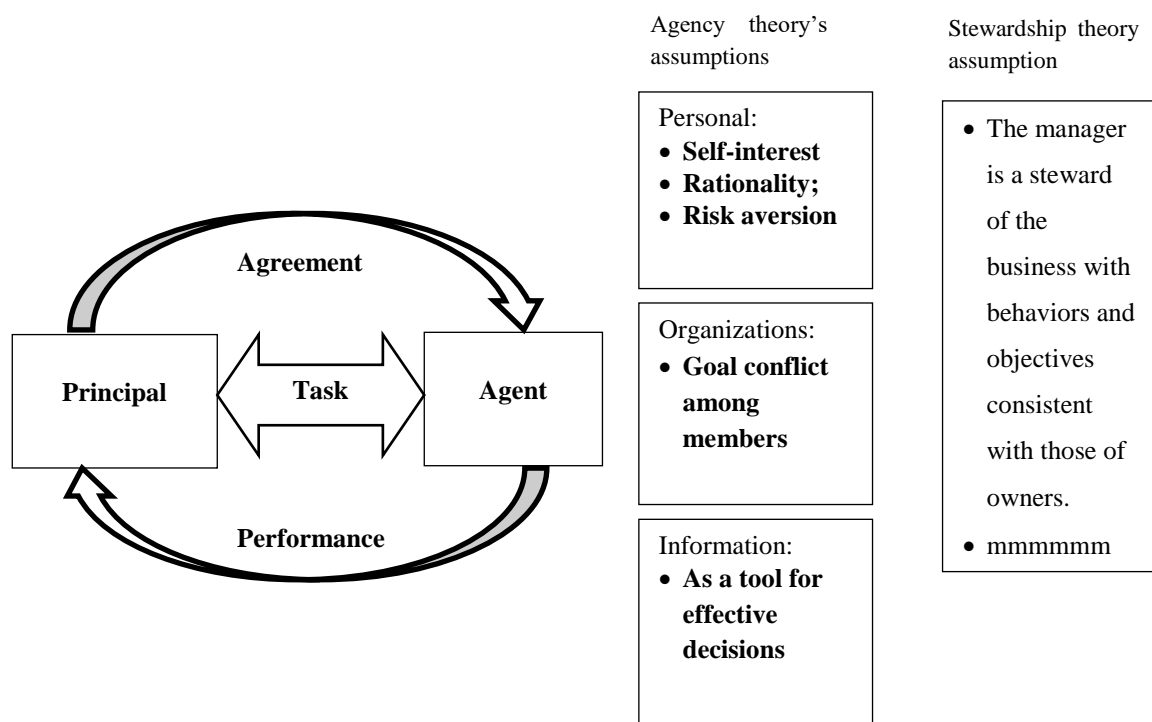 Agreement
Principal
Task
Agent
Performance
Agency theory's
assumptions
Personal:
• Self-interest
• Rationality;
• Risk aversion
Organizations:
• Goal conflict
among
members
Information:
• As a tool for
effective
decisions
Stewardship theory
assumption
• The manager
is a steward
of the
business with
behaviors and
objectives
consistent
with those of
owners.
• mmmmmm